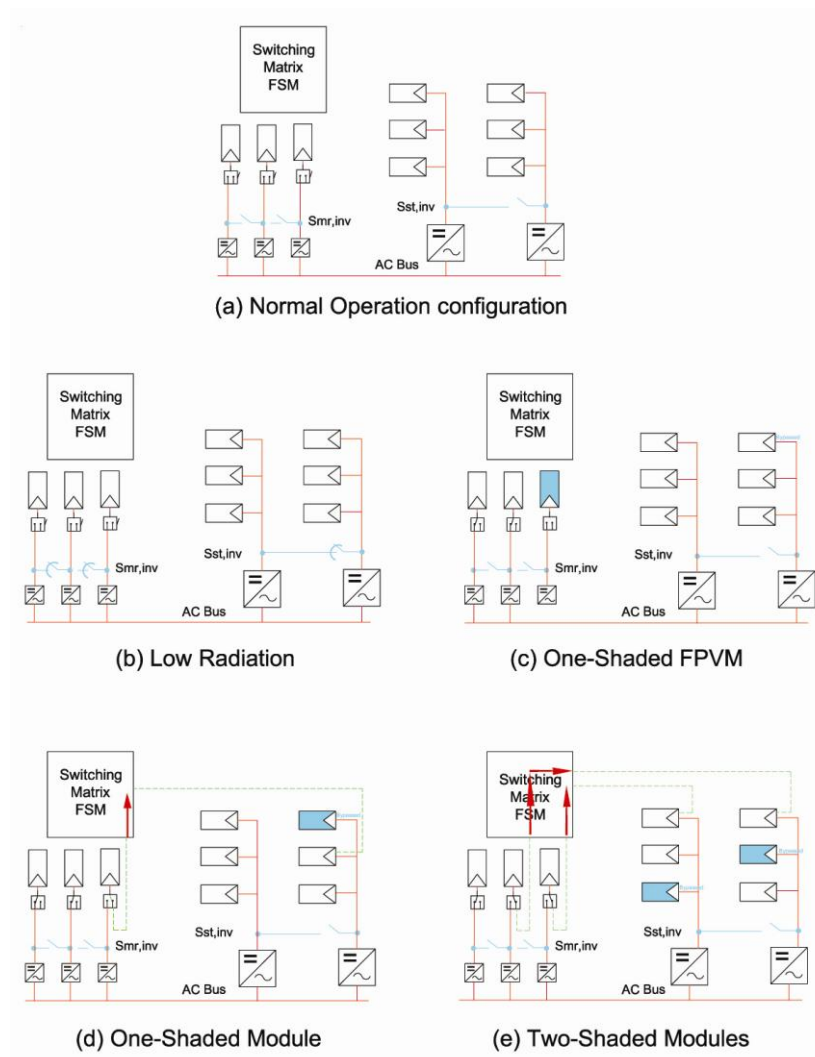 Switching
Matrix
FSM
Sst,inv
Smr,inv
AC Bus
(a) Normal Operation configuration
Switching
Matrix
FSM
Sst,inv
Smr,inv
AC Bus
(b) Low Radiation
Switching
Matrix
FSM
Sst,inv
Smr,inv
AC Bus
(c) One-Shaded FPVM
Switching
Matrix
FSM
Sst,inv
Smr,inv
AC Bus
(d) One-Shaded Module
Switching
Matrix
FSM
Sst,inv
Smr,inv
AC Bus
(e) Two-Shaded Modules